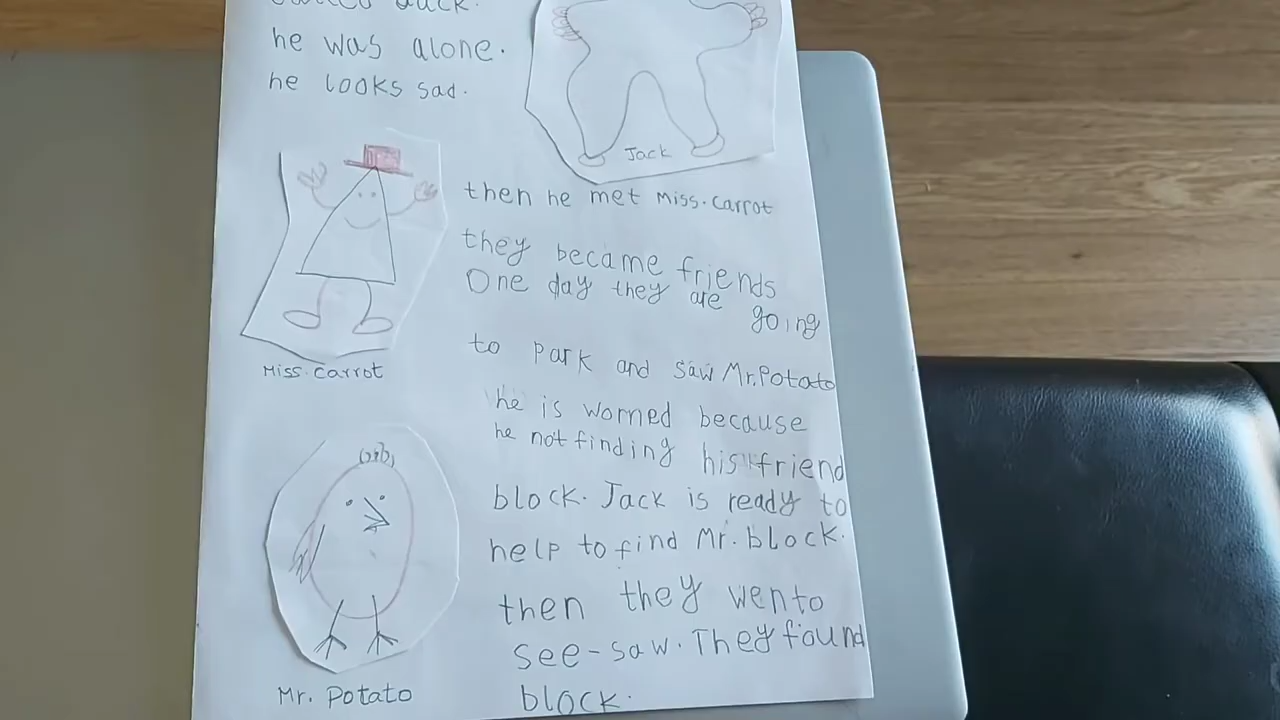 he was alone.
he looks sad.
Jack
then he met Miss.Carrot
they became friends
One day they are going
to park and saw Mr.Potato
he is worried because
he not finding his friend
block. Jack is ready to
help to find Mr.block.
then they wento
see-saw. They found
block.
Miss.Carrot
Mr. Potato